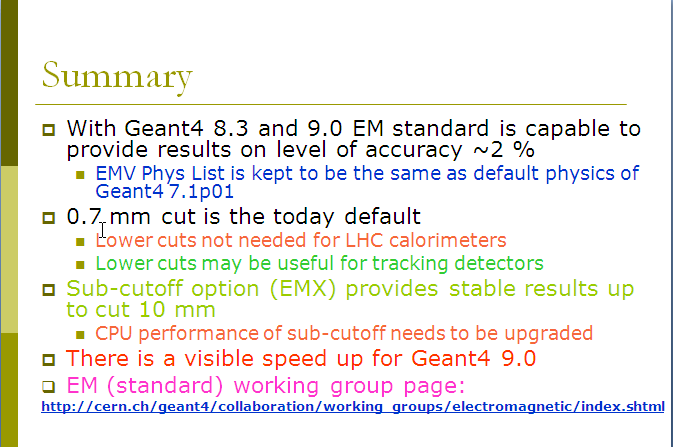 Summary
With Geant4 8.3 and 9.0 EM standard is capable to
provide results on level of accuracy ~2 %
EMV Phys List is kept to be the same as default physics of
Geant4 7.1p01
0.7 mm cut is the today default
Lower cuts not needed for LHC calorimeters
Lower cuts may be useful for tracking detectors
Sub-cutoff option (EMX) provides stable results up
to cut 10 mm
CPU performance of sub-cutoff needs to be upgraded
There is a visible speed up for Geant4 9.0
EM (standard) working group page:
http://cern.ch/geant4/collaboration/working_groups/electromagnetic/index.shtml